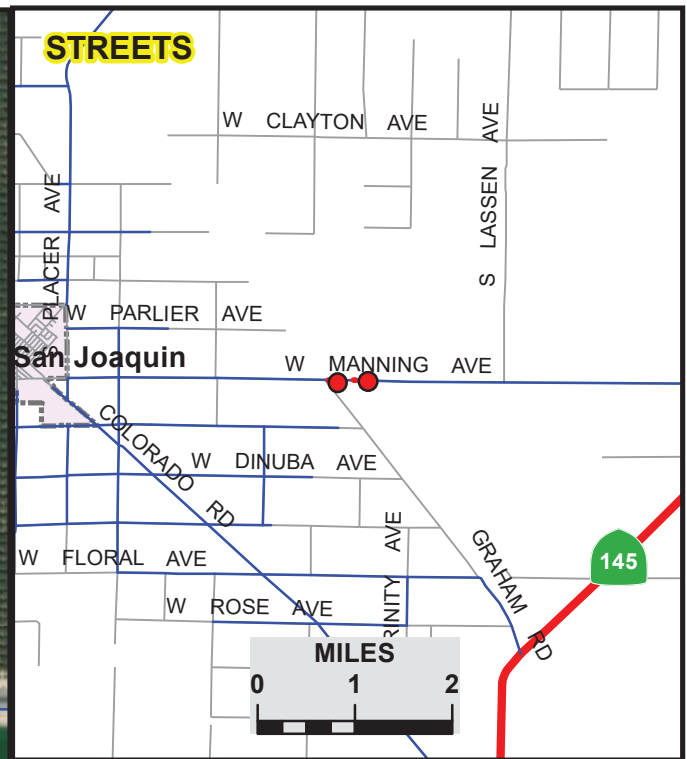 STREETS
W CLAYTON AVE
S LASSEN AVE
S PLACER AVE
W PARLIER AVE
San Joaquin
W MANNING AVE
COLORADO RD
W DINUBA AVE
W FLORAL AVE
RINITY AVE
GRAHAM RD
145
W ROSE AVE
MILES
0 1 2